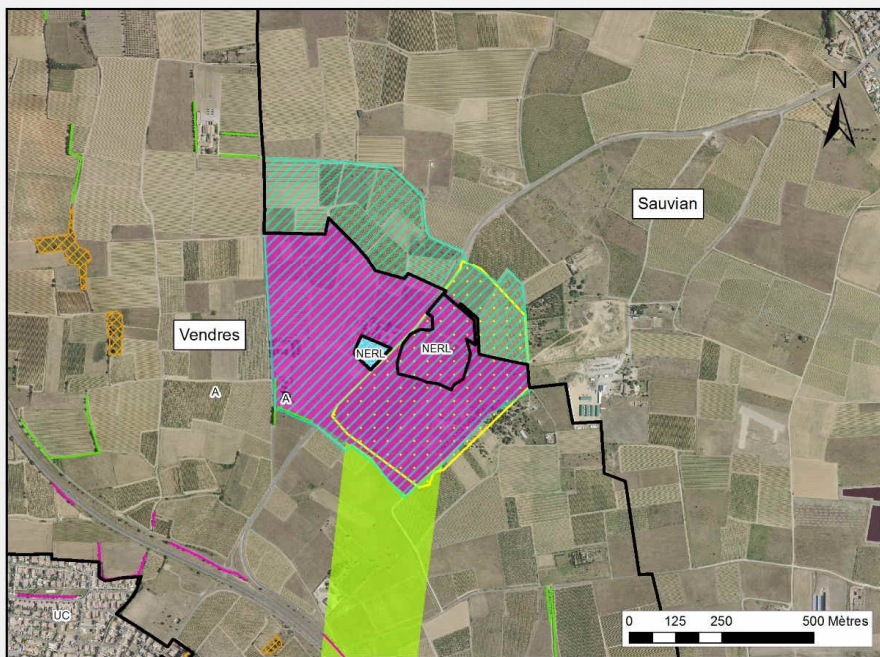 N
Sauvian
Vendres
NERL
NERL
A
A
UC
0 125 250 500 Mètres